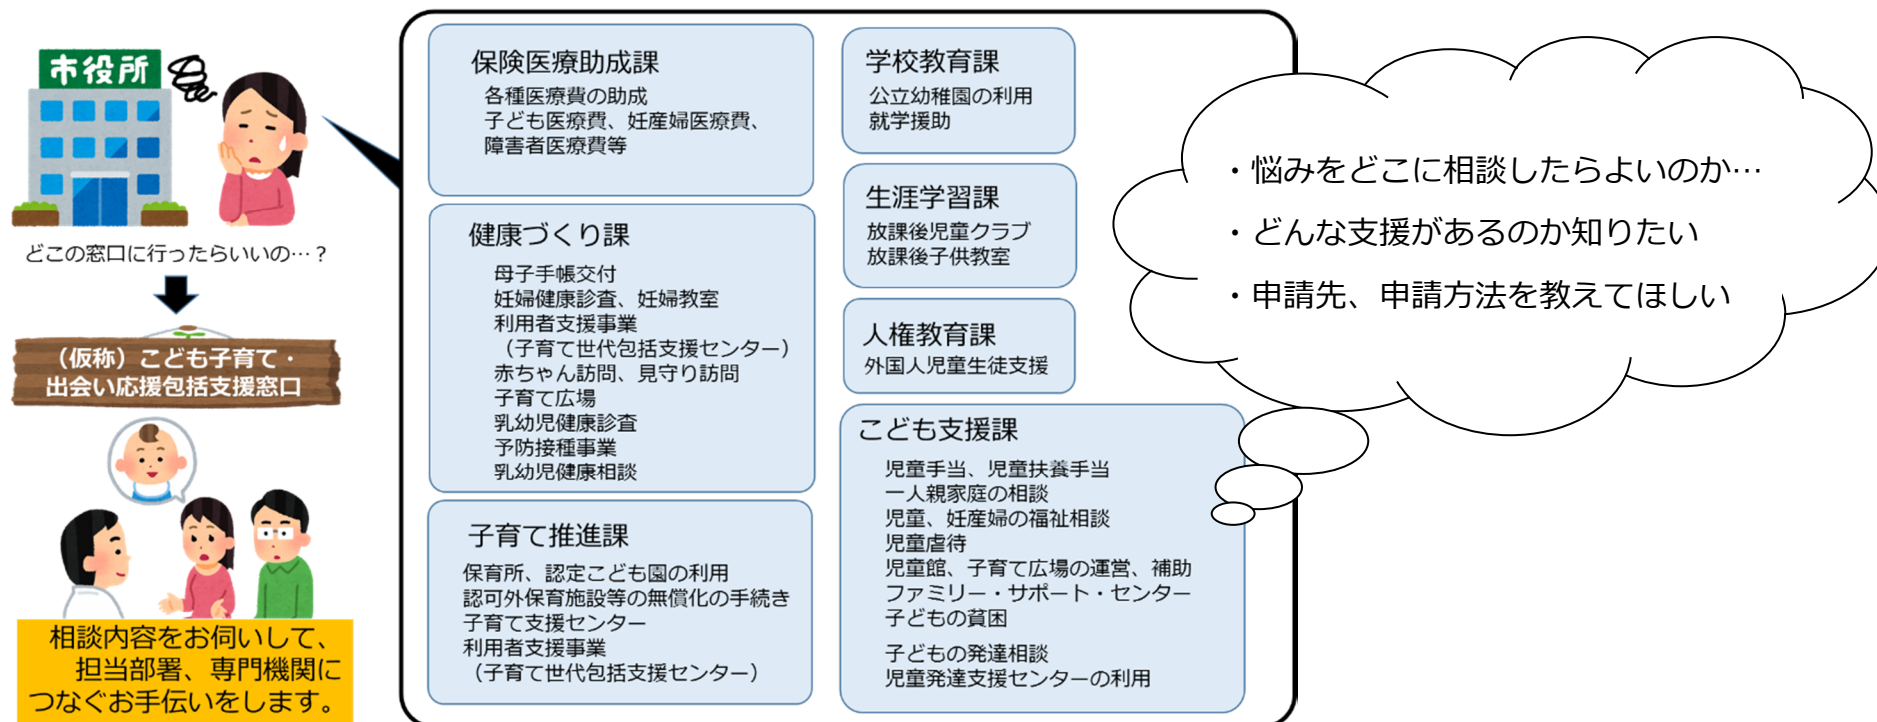 市役所
どこの窓口に行ったらいいの…？
（仮称）こども子育て・
出会い応援包括支援窓口
相談内容をお伺いして、
担当部署、専門機関に
つなぐお手伝いをします。
保険医療助成課
各種医療費の助成
子ども医療費、妊産婦医療費、
障害者医療費等
健康づくり課
母子手帳交付
妊婦健康診査、妊婦教室
利用者支援事業
（子育て世代包括支援センター）
赤ちゃん訪問、見守り訪問
子育て広場
乳幼児健康診査
予防接種事業
乳幼児健康相談
子育て推進課
保育所、認定こども園の利用
認可外保育施設等の無償化の手続き
子育て支援センター
利用者支援事業
（子育て世代包括支援センター）
学校教育課
公立幼稚園の利用
就学援助
生涯学習課
放課後児童クラブ
放課後子供教室
人権教育課
外国人児童生徒支援
こども支援課
児童手当、児童扶養手当
一人親家庭の相談
児童、妊産婦の福祉相談
児童虐待
児童館、子育て広場の運営、補助
ファミリー・サポート・センター
子どもの貧困
子どもの発達相談
児童発達支援センターの利用
・悩みをどこに相談したらよいのか…
・どんな支援があるのか知りたい
・申請先、申請方法を教えてほしい